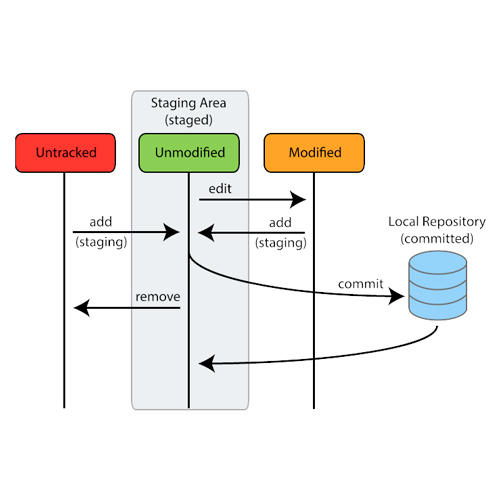 Staging Area
(staged)
Untracked
Unmodified
Modified
edit
add
(staging)
add
(staging)
Local Repository
(committed)
commit
remove